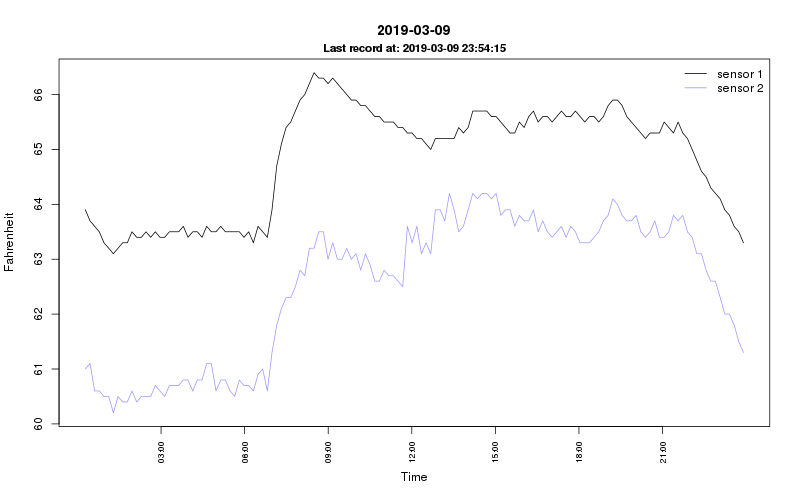 2019-03-09
Last record at: 2019-03-09 23:54:15
sensor 1
sensor 2
66
65
64
63
62
61
60
Fahrenheit
03:00 06:00 09:00 12:00 15:00 18:00 21:00
Time